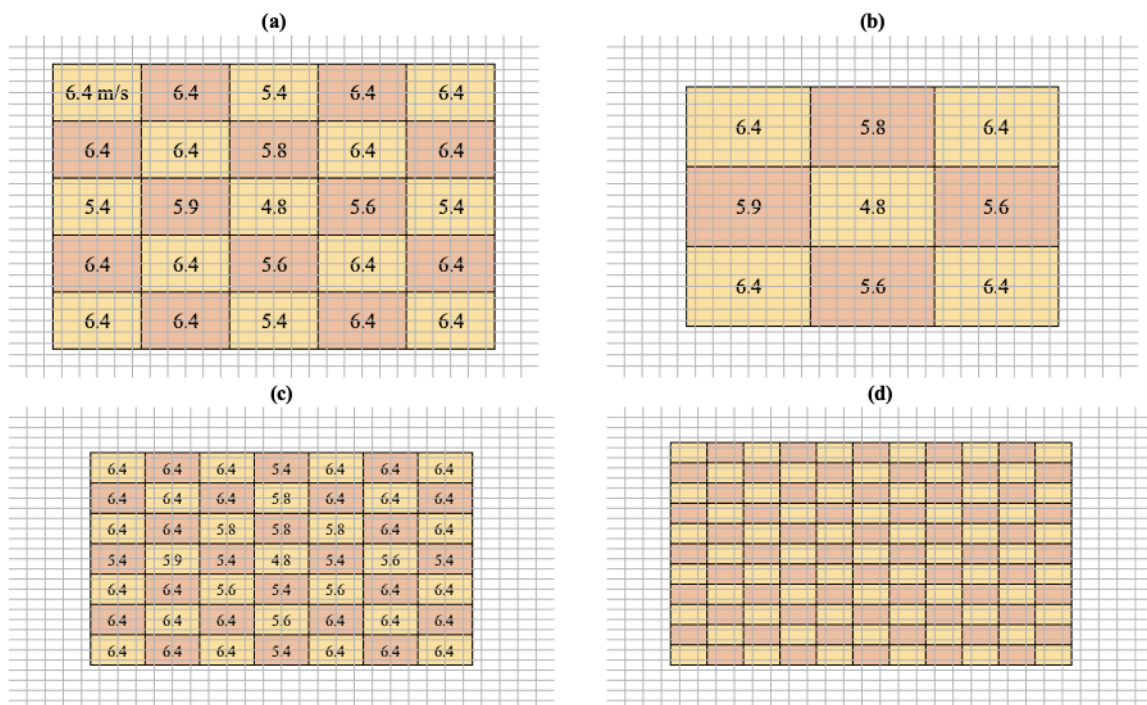 (a)
6.4 m/s 6.4 5.4 6.4 6.4
6.4 6.4 5.8 6.4 6.4
5.4 5.9 4.8 5.6 5.4
6.4 6.4 5.6 6.4 6.4
6.4 6.4 5.4 6.4 6.4
(b)
6.4 5.8 6.4
5.9 4.8 5.6
6.4 5.6 6.4
(c)
6.4 6.4 6.4 5.4 6.4 6.4 6.4
6.4 6.4 6.4 5.8 6.4 6.4 6.4
6.4 6.4 5.8 5.8 5.8 6.4 6.4
5.4 5.9 5.4 4.8 5.4 5.6 5.4
6.4 6.4 5.6 5.4 5.6 6.4 6.4
6.4 6.4 6.4 5.6 6.4 6.4 6.4
6.4 6.4 6.4 5.4 6.4 6.4 6.4
(d)